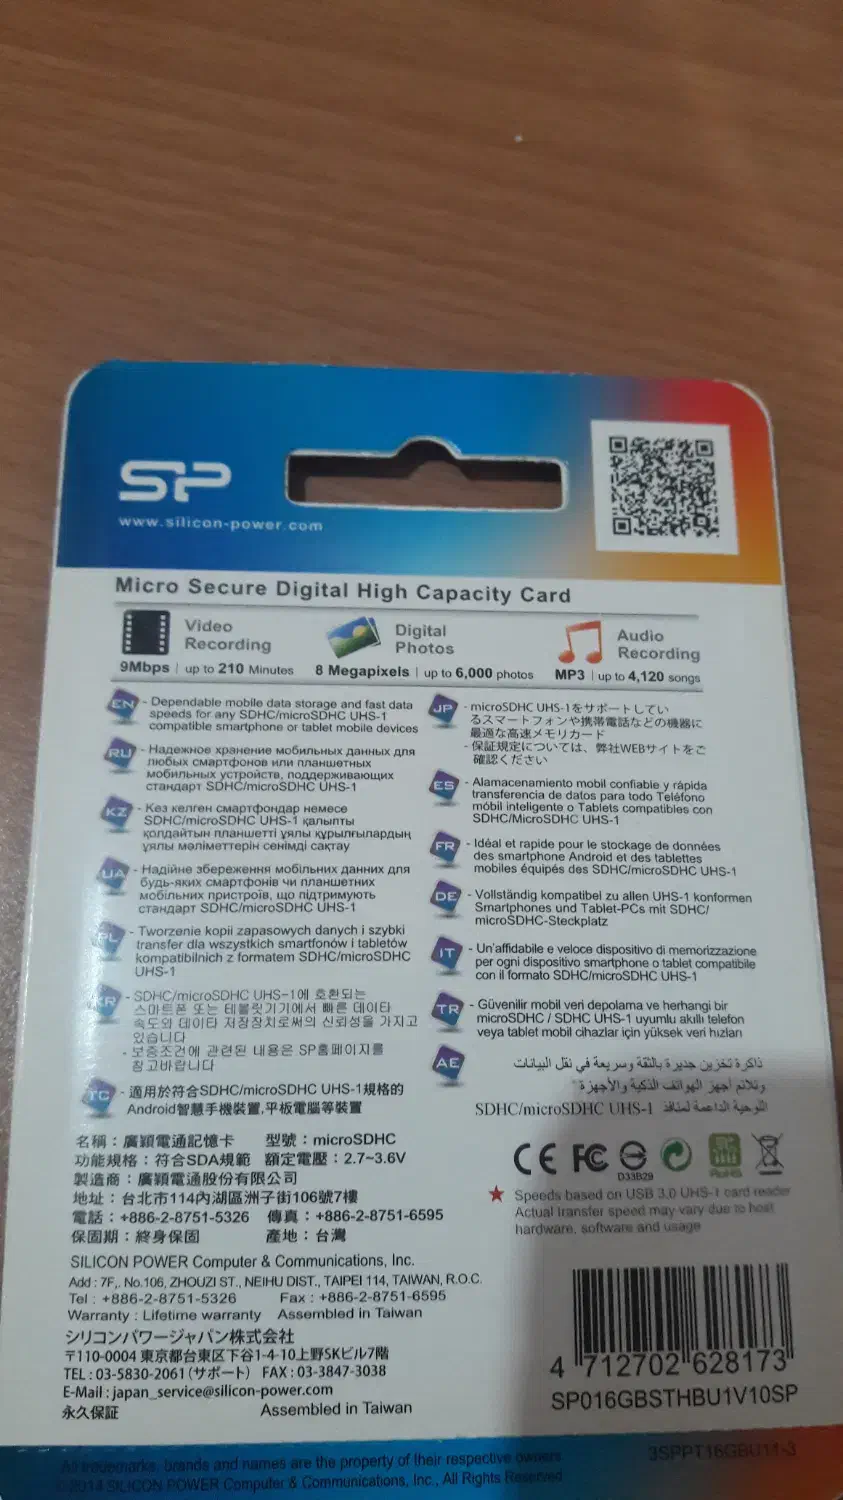 SP
www.silicon-power.com
Micro Secure Digital High Capacity Card
Video
Recording
9Mbps | up to 210 Minutes
Digital
Photos
8 Megapixels | up to 6,000 photos
Audio
Recording
MP3 | up to 4,120 songs
EN - Dependable mobile data storage and fast data
speeds for any SDHC/microSDHC UHS-1
compatible smartphone or tablet mobile devices
RU - Надежное хранение мобильных данных для
любых смартфонов или планшетных
мобильных устройств, поддерживающих
стандарт SDHC/microSDHC UHS-1
KZ - Кез келген смартфондар немесе
SDHC/microSDHC UHS-1 қалыпты
қолдайтын планшетті ұялы құрылғылардың
ұялы мәліметтерін сенімді сақтау
UA - Надійне збереження мобільних данних для
будь-яких смартфонів чи планшетних
мобільних пристроїв, що підтримують
стандарт SDHC/microSDHC UHS-1
PL - Tworzenie kopii zapasowych danych i szybki
transfer dla wszystkich smartfonów i tabletów
kompatibilnich z formatem SDHC/microSDHC
UHS-1
KR - SDHC/microSDHC UHS-1에 호환되는
스마트폰 또는 테블릿기기에서 빠른 데이타
속도와 데이타 저장장치로써의 신뢰성을 가지고
있습니다
- 보증조건에 관련된 내용은 SP홈페이지를
참고바랍니다
TC - 適用於符合SDHC/microSDHC UHS-1規格的
Android智慧手機裝置,平板電腦等裝置
JP - microSDHC UHS-1をサポートしてい
るスマートフォンや携帯電話などの機器に
最適な高速メモリカード
- 保証規定については、弊社WEBサイトをご
確認ください
ES - Alamacenamiento mobil confiable y rápida
transferencia de datos para todo Teléfono
móbil inteligente o Tablets compatibles con
SDHC/MicroSDHC UHS-1
FR - Idéal et rapide pour le stockage de données
des smartphone Android et des tablettes
mobiles équipés des SDHC/microSDHC UHS-1
DE - Vollständig kompatibel zu allen UHS-1 konformen
Smartphones und Tablet-PCs mit SDHC/
microSDHC-Steckplatz
IT - Un'affidabile e veloce dispositivo di memorizzazione
per ogni dispositivo smartphone o tablet compatibile
con il formato SDHC/microSDHC UHS-1
TR - Güvenilir mobil veri depolama ve herhangi bir
microSDHC / SDHC UHS-1 uyumlu akıllı telefon
veya tablet mobil cihazlar için yüksek veri hızları
AE ذاكرة تخزين جديرة بالثقة وسريعة في نقل البيانات
وتلائم أجهز الهواتف الذكية والأجهزة
اللوحية الداعمة لمنافذ SDHC/microSDHC UHS-1
名稱：廣穎電通記憶卡 型號：microSDHC
功能規格：符合SDA規範 額定電壓：2.7~3.6V
製造商：廣穎電通股份有限公司
地址：台北市114內湖區洲子街106號7樓
電話：+886-2-8751-5326 傳真：+886-2-8751-6595
保固期：終身保固 產地：台灣
SILICON POWER Computer & Communications, Inc.
Add : 7F,. No.106, ZHOUZI ST., NEIHU DIST., TAIPEI 114, TAIWAN, R.O.C.
Tel : +886-2-8751-5326 Fax : +886-2-8751-6595
Warranty : Lifetime warranty Assembled in Taiwan
シリコンパワージャパン株式会社
〒110-0004 東京都台東区下谷1-4-10上野SKビル7階
TEL : 03-5830-2061（サポート） FAX : 03-3847-3038
E-Mail : japan_service@silicon-power.com
永久保証 Assembled in Taiwan
CE FC
D33B29
RoHS
★ Speeds based on USB 3.0 UHS-1 card reader
Actual transfer speed may vary due to host
hardware, software and usage
4 712702 628173
SP016GBSTHBU1V10SP
3SPPT16GBU11-3
All trademarks, brands and names are the property of their respective owners
©2014 SILICON POWER Computer & Communications, Inc., All Rights Reserved